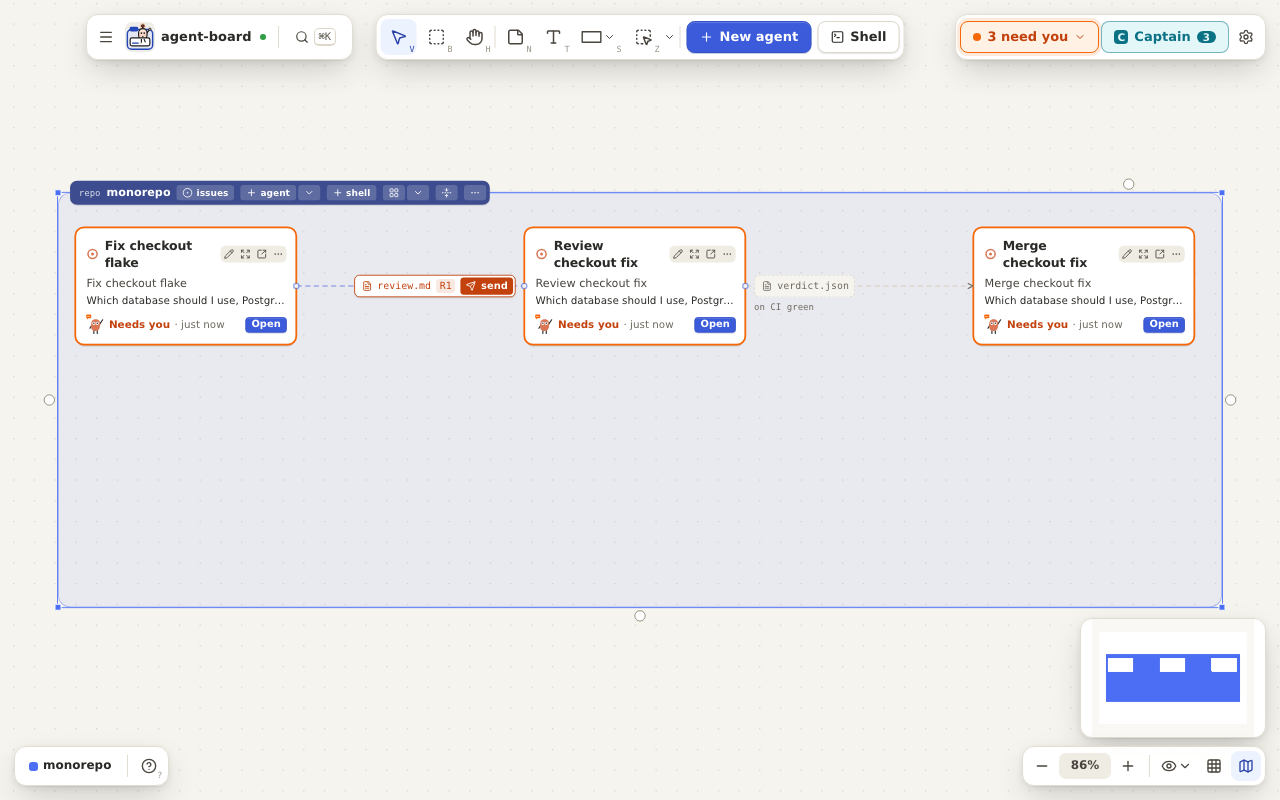 agent-board
⌘K
V
B
H
N
T
S
Z
+ New agent
Shell
3 need you
C Captain 3
repo monorepo issues + agent + shell
Fix checkout flake
Fix checkout flake
Which database should I use, Postgr...
Needs you · just now Open
review.md R1 send
Review checkout fix
Review checkout fix
Which database should I use, Postgr...
Needs you · just now Open
verdict.json
on CI green
Merge checkout fix
Merge checkout fix
Which database should I use, Postgr...
Needs you · just now Open
monorepo
?
86%